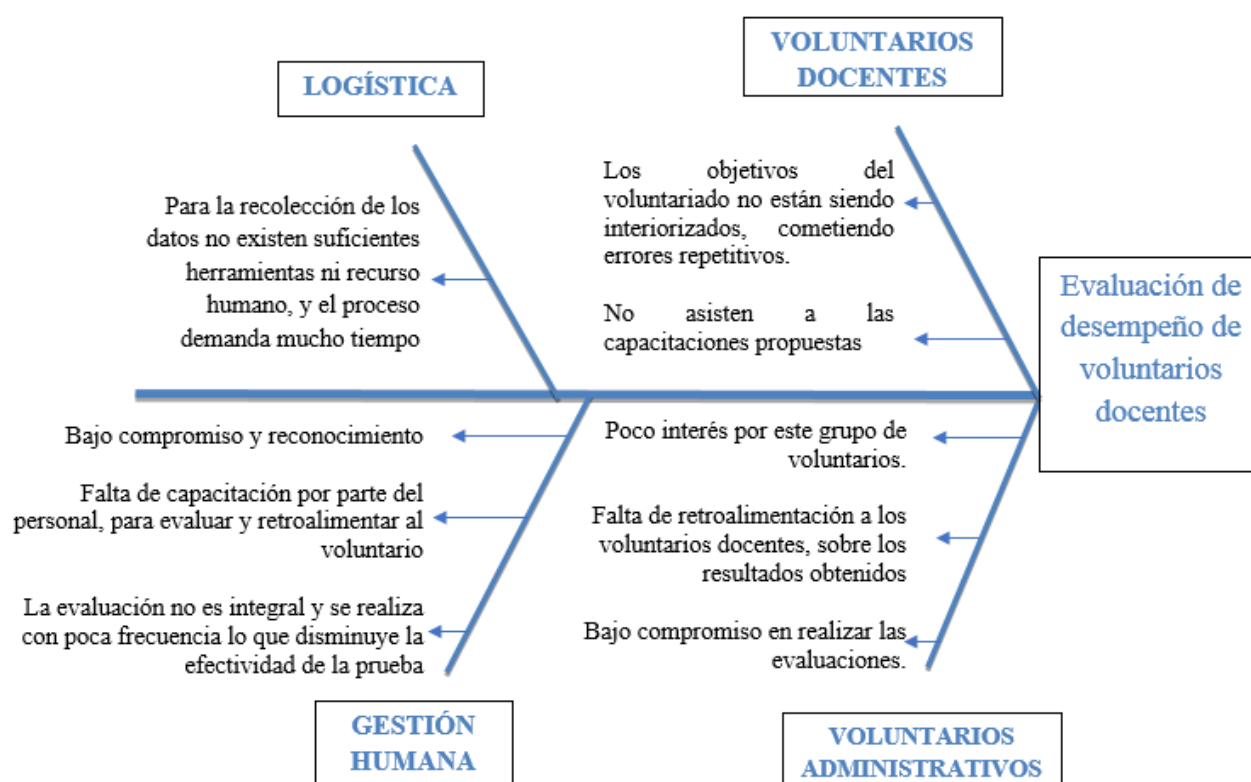 LOGÍSTICA
Para la recolección de los
datos no existen suficientes
herramientas ni recurso
humano, y el proceso
demanda mucho tiempo
VOLUNTARIOS
DOCENTES
Los objetivos del
voluntariado no están siendo
interiorizados, cometiendo
errores repetitivos.
No asisten a las
capacitaciones propuestas
Evaluación de
desempeño de
voluntarios
docentes
Bajo compromiso y reconocimiento
Falta de capacitación por parte del
personal, para evaluar y retroalimentar al
voluntario
La evaluación no es integral y se realiza
con poca frecuencia lo que disminuye la
efectividad de la prueba
GESTIÓN
HUMANA
Poco interés por este grupo de
voluntarios.
Falta de retroalimentación a los
voluntarios docentes, sobre los
resultados obtenidos
Bajo compromiso en realizar las
evaluaciones.
VOLUNTARIOS
ADMINISTRATIVOS